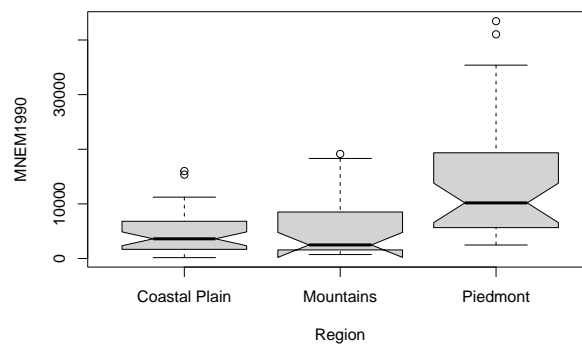 MNEM1990
30000
10000
0
Coastal Plain
Mountains
Piedmont
Region